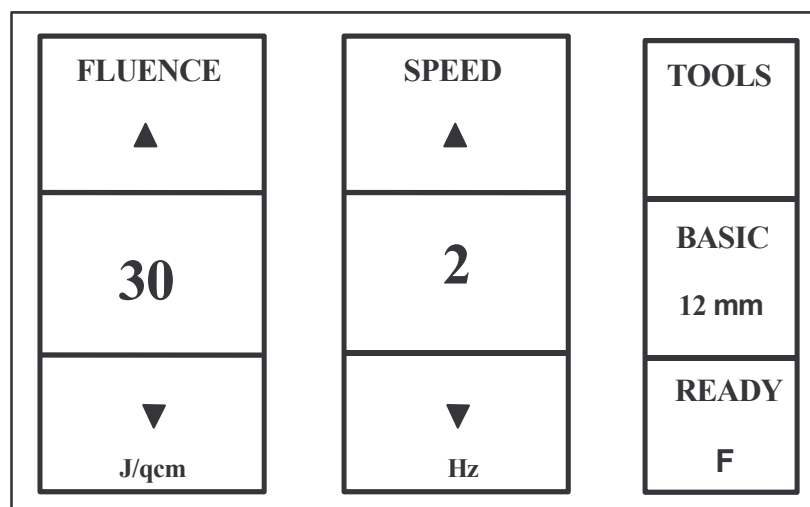 FLUENCE
▲
30
▼
J/qcm
SPEED
▲
2
▼
Hz
TOOLS
BASIC
12 mm
READY
F